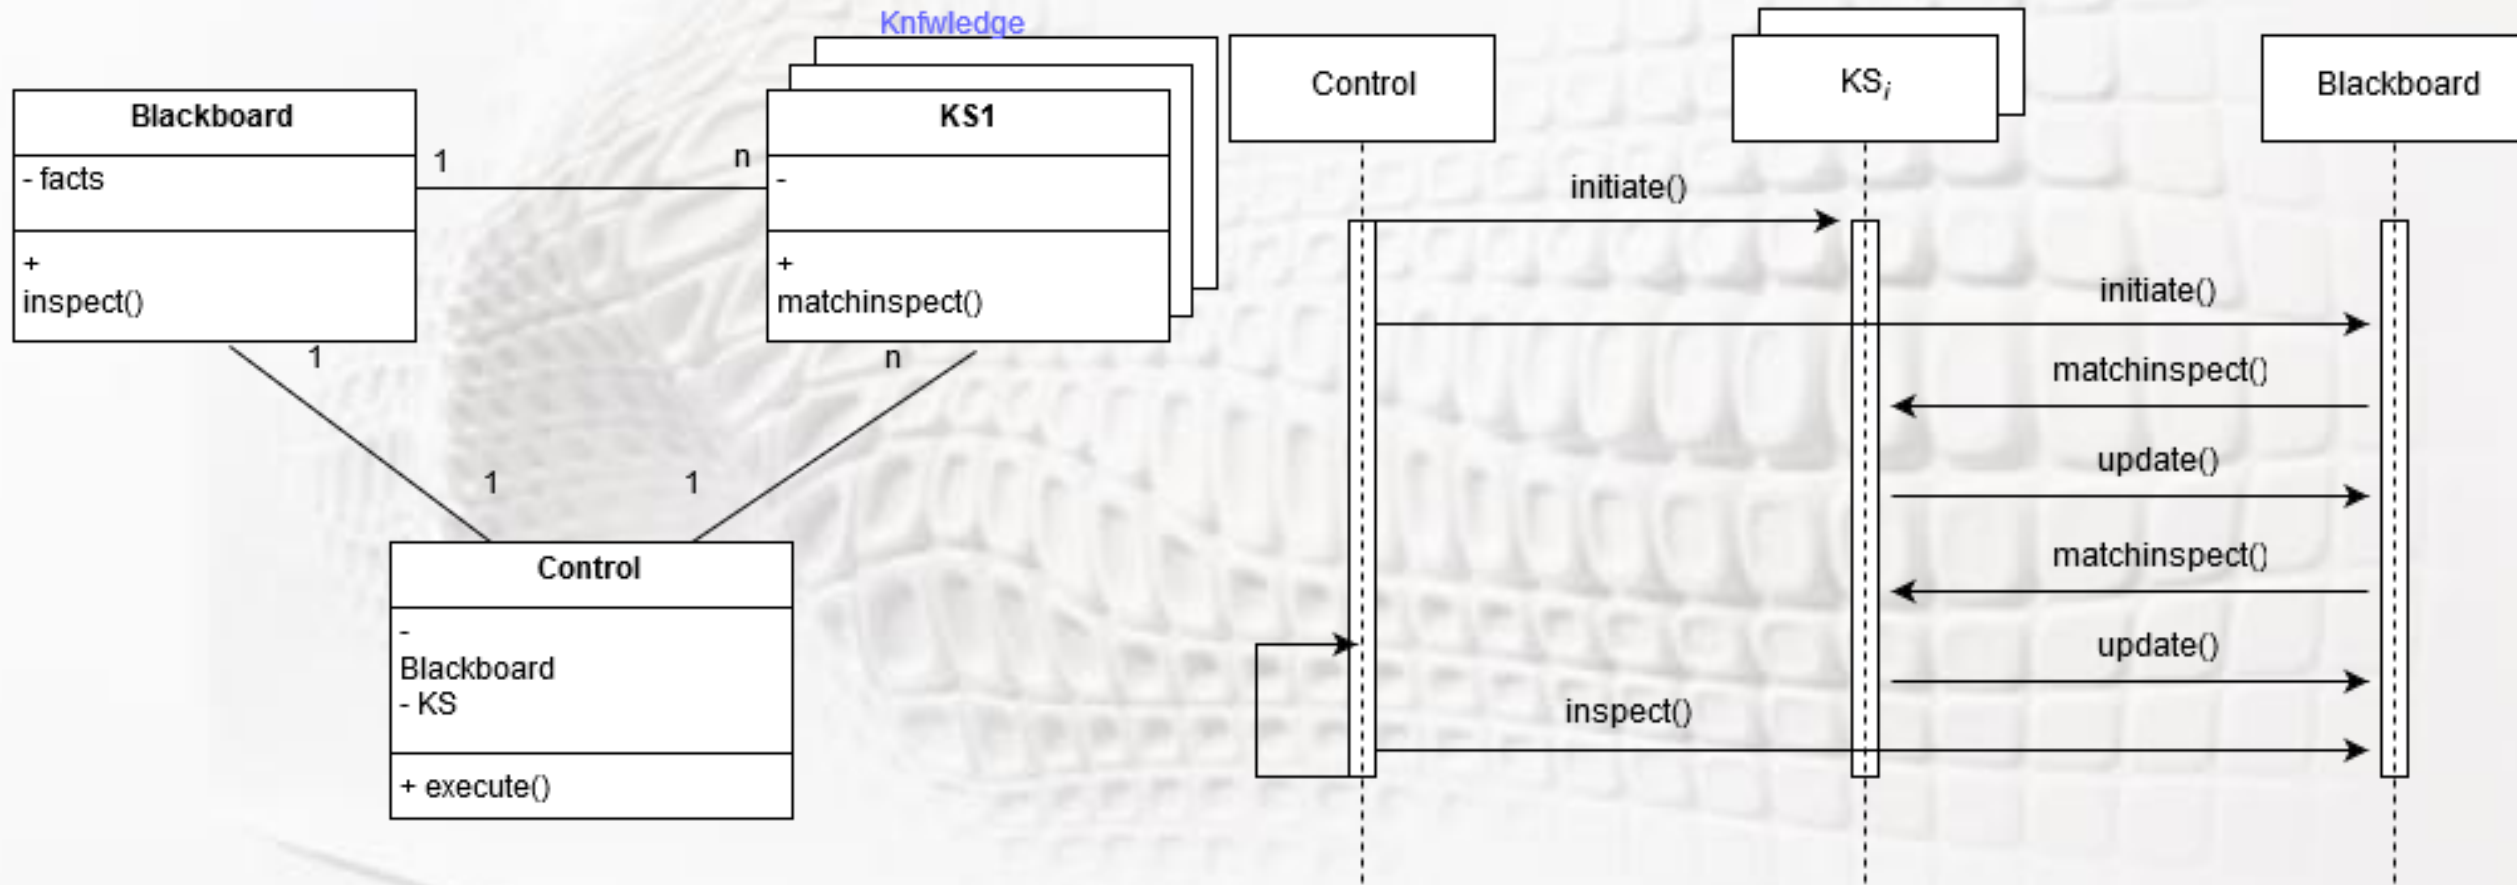 Knfwledge
Blackboard
- facts
+
inspect()
1
n
KS1
-
+
matchinspect()
1
n
1
1
Control
-
Blackboard
- KS
+ execute()
Control
KSi
Blackboard
initiate()
initiate()
matchinspect()
update()
matchinspect()
update()
inspect()